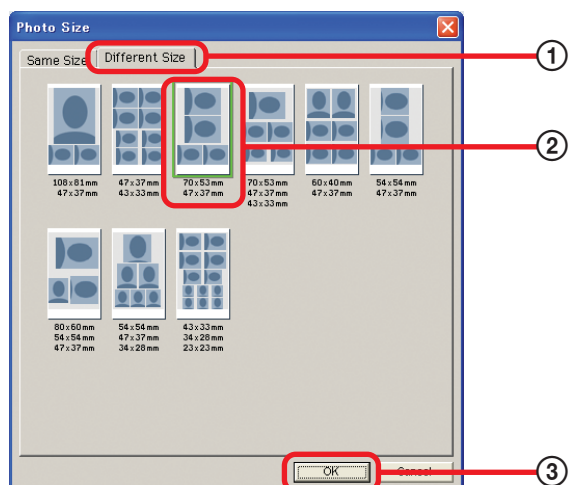 Photo Size
Same Size Different Size
①
②
108x81mm 47x37mm 70x53mm 70x53mm 60x40mm 54x54mm
47x37mm 43x33mm 47x37mm 47x37mm 47x37mm 47x37mm
43x33mm
80x60mm 54x54mm 43x33mm
54x54mm 47x37mm 34x28mm
47x37mm 34x28mm 23x23mm
OK Cancel
③